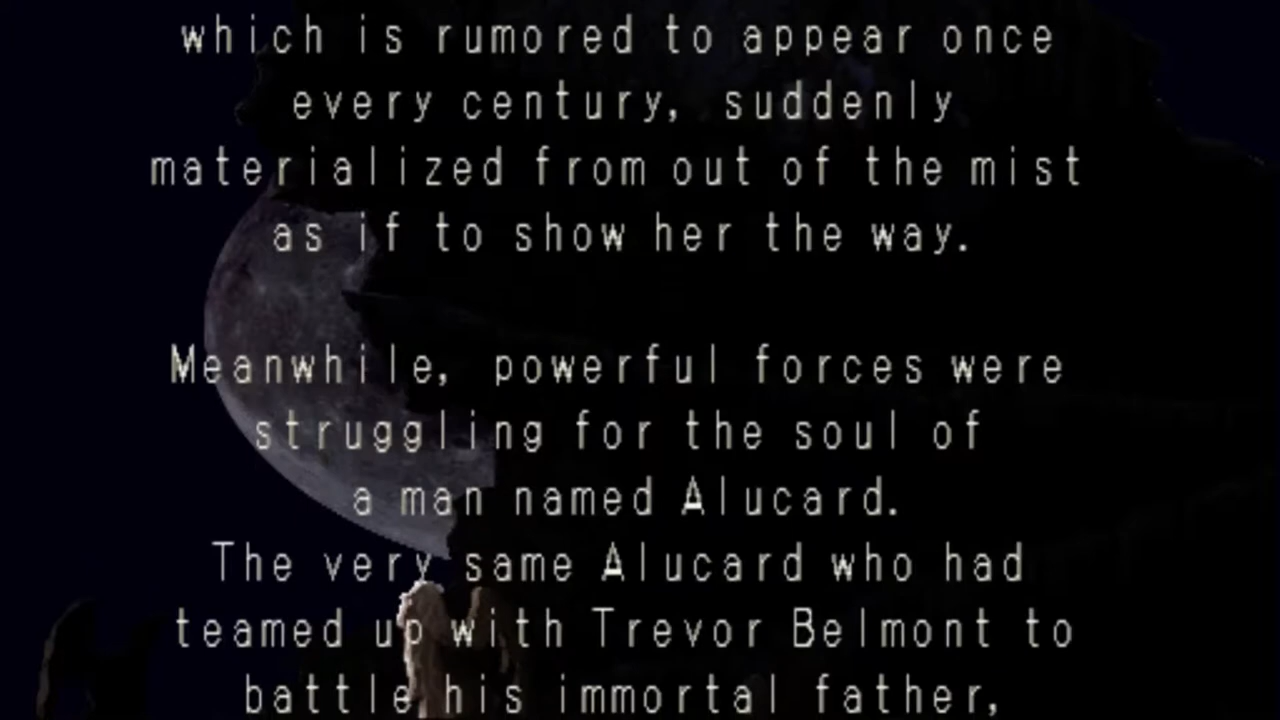 which is rumored to appear once
every century, suddenly
materialized from out of the mist
as if to show her the way.
Meanwhile, powerful forces were
struggling for the soul of
a man named Alucard.
The very same Alucard who had
teamed up with Trevor Belmont to
battle his immortal father,